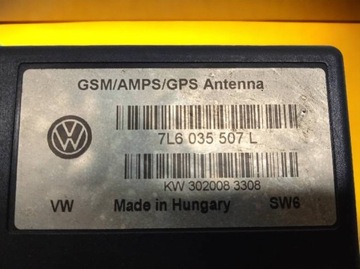 GSM/AMPS/GPS Antenna
7L6 035 507 L
KW 302008 3308
VW Made in Hungary SW6